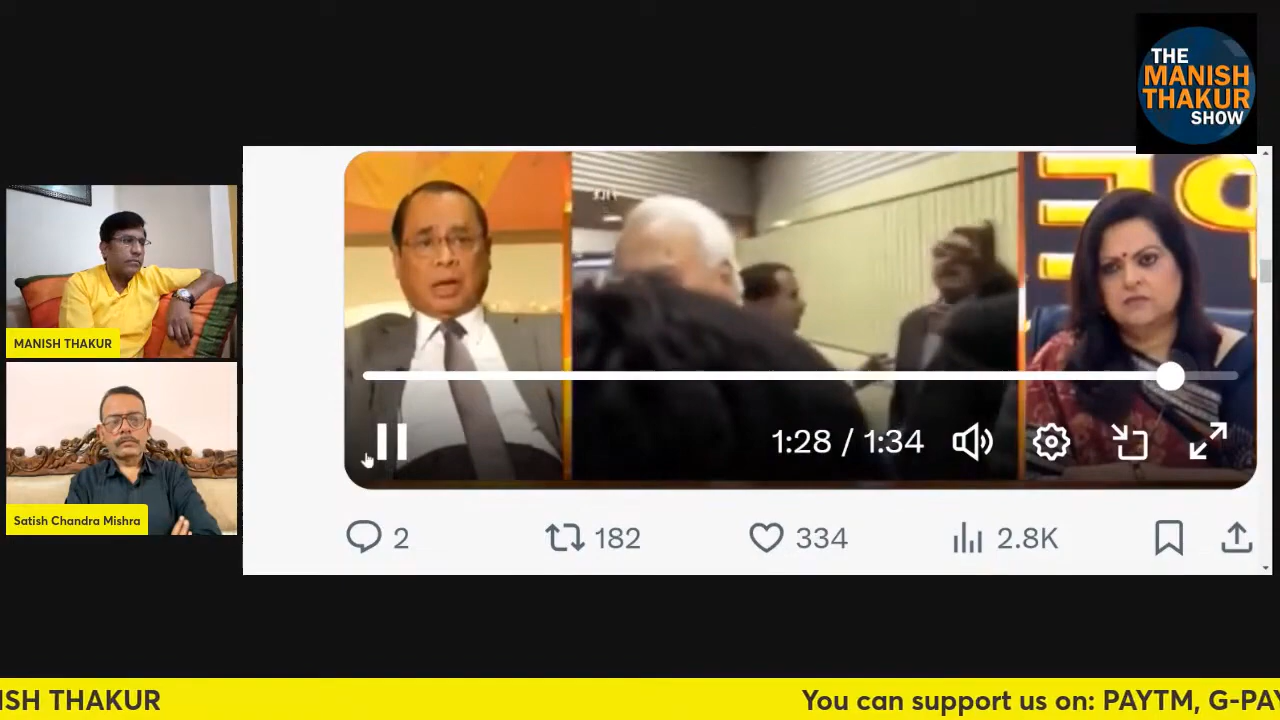 THE
MANISH
THAKUR
SHOW
FILE
MANISH THAKUR
1:28 / 1:34
Satish Chandra Mishra
2
182
334
2.8K
ISH THAKUR
You can support us on: PAYTM, G-PAY